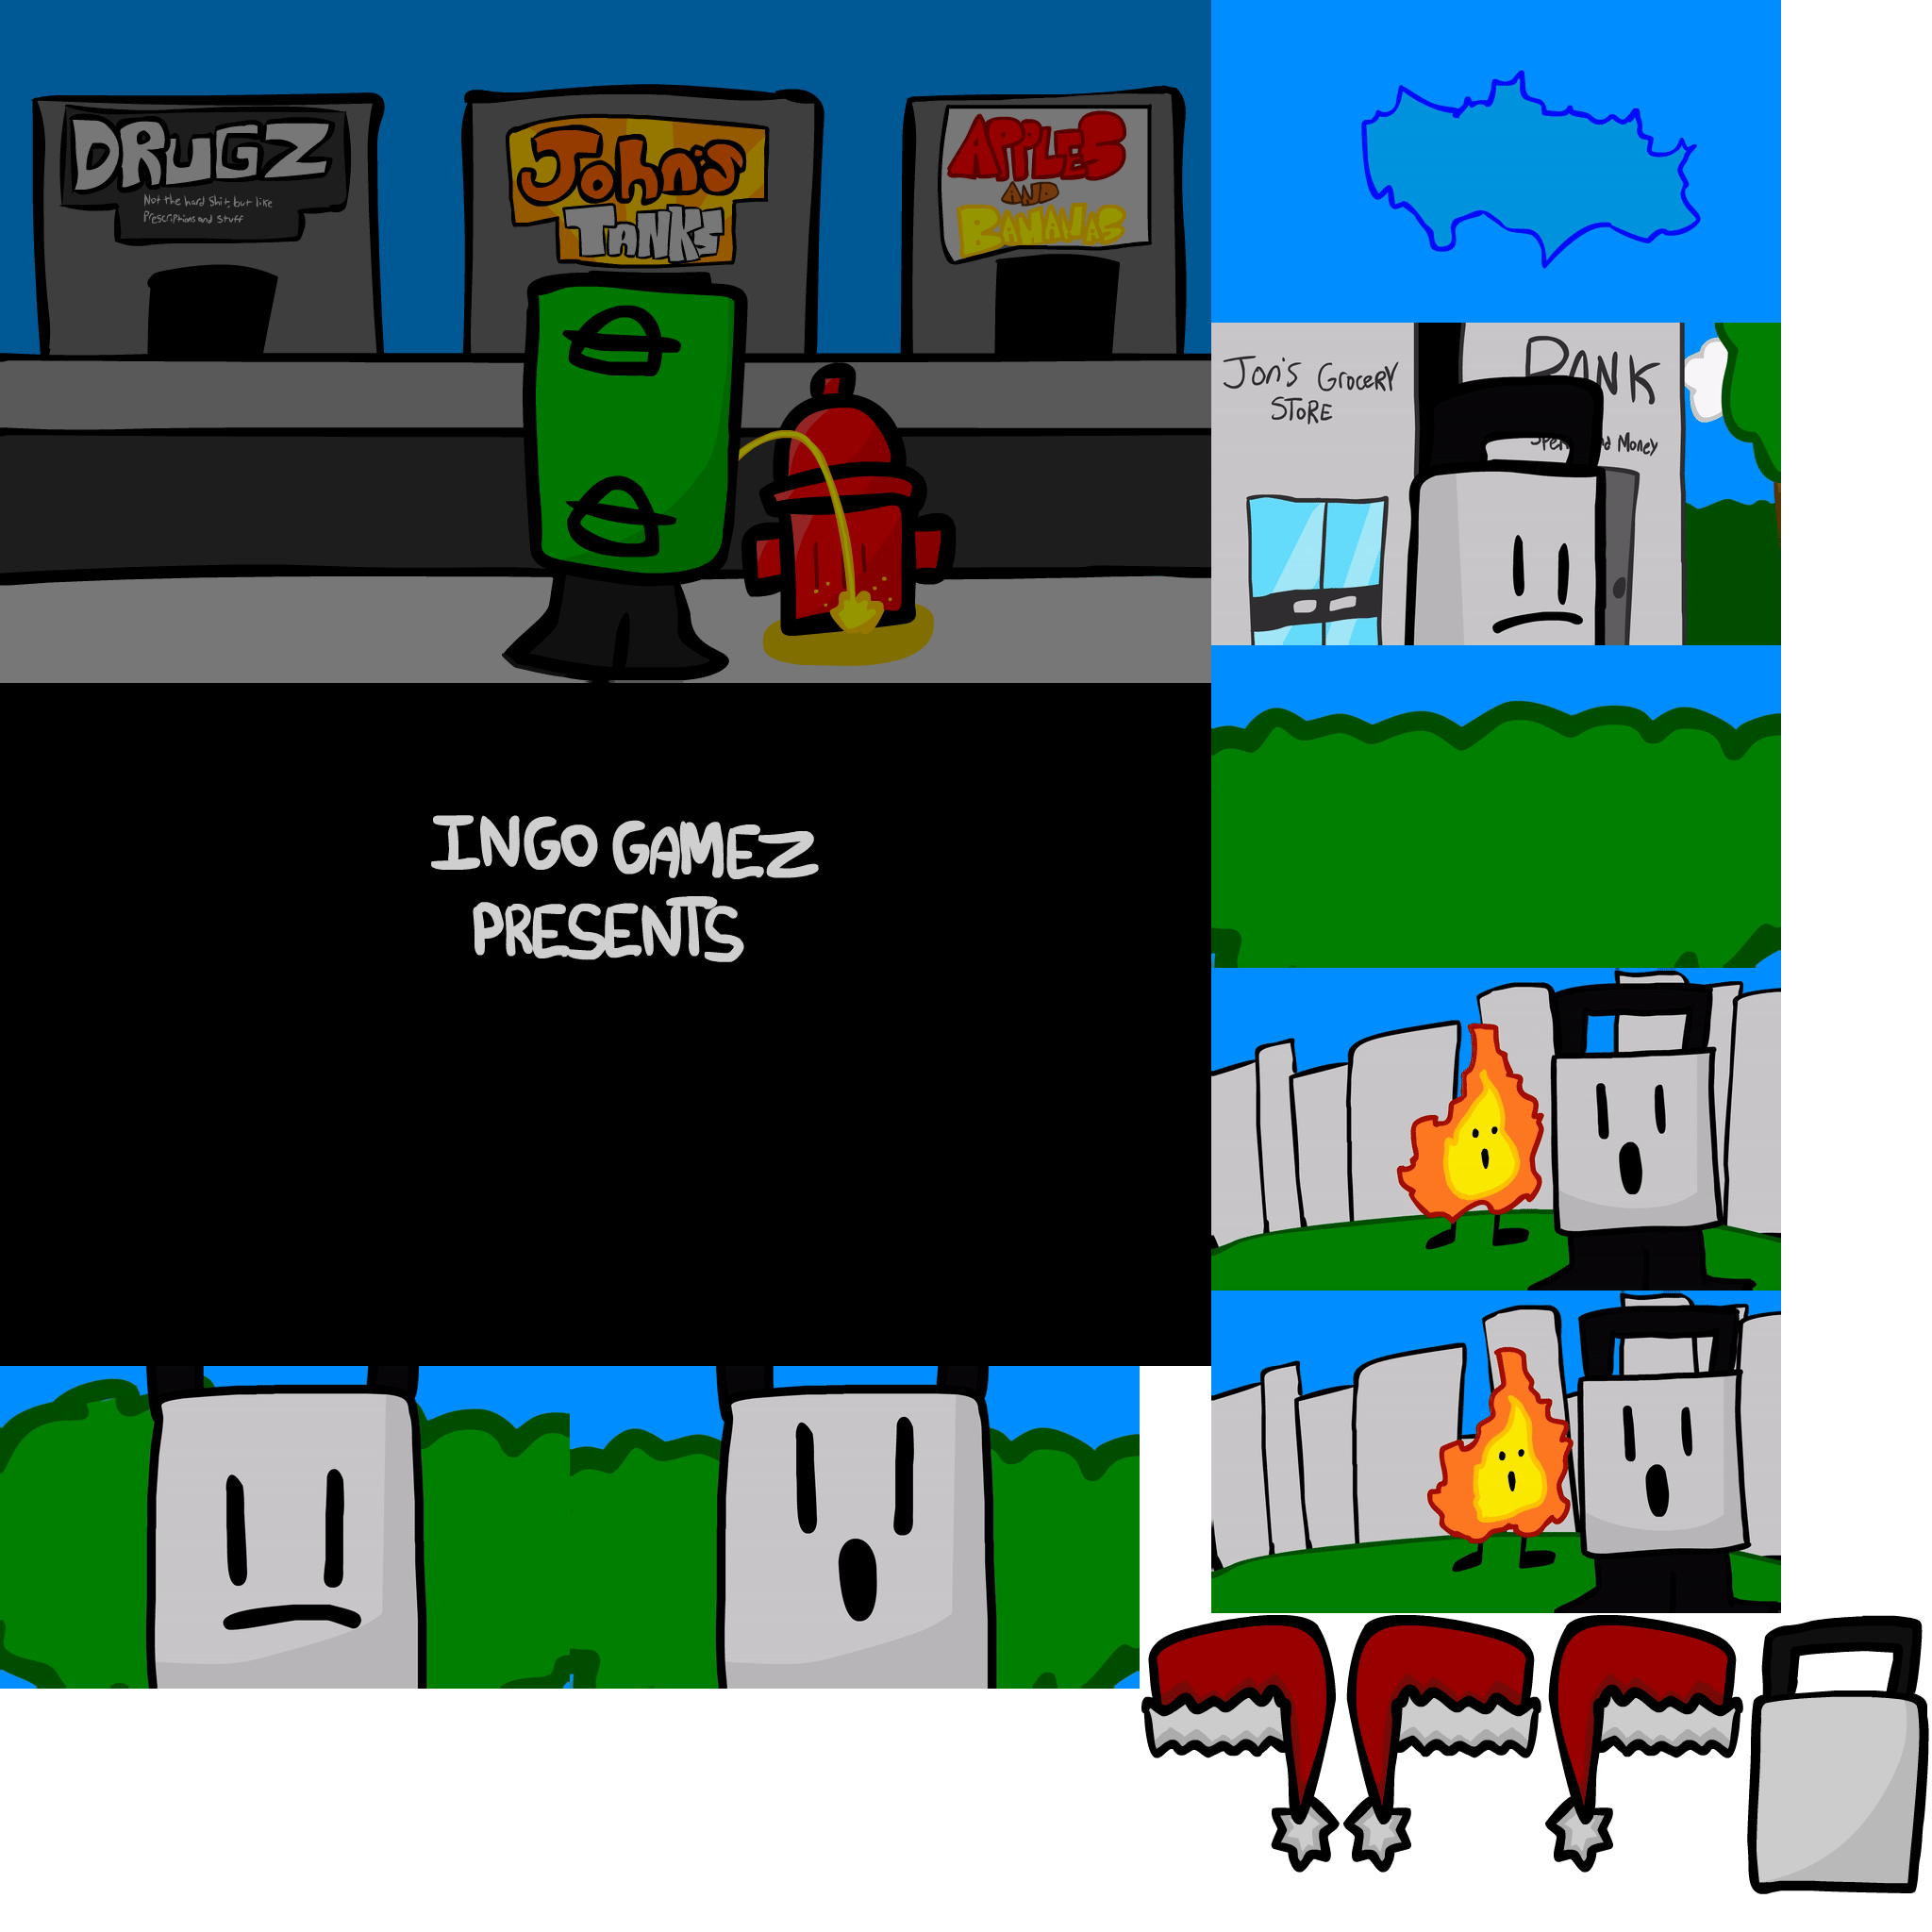 DRUGZ
Not the hard Shit, but like
Prescriptions and Stuff
John's
TANKS
APPLES
AND
BANANAS
Jon's Grocery
STORE
BANK
Money
INGO GAMEZ
PRESENTS